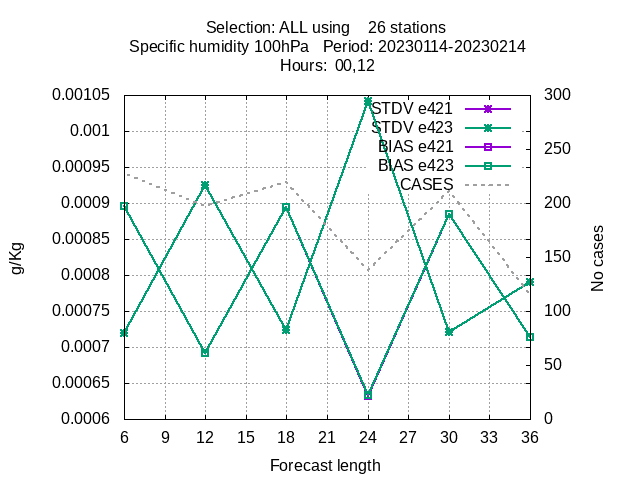 Selection: ALL using    26 stations
Specific humidity 100hPa   Period: 20230114-20230214
Hours:  00,12
0.00105
0.001
0.00095
0.0009
0.00085
0.0008
0.00075
0.0007
0.00065
0.0006
g/Kg
STDV e421
STDV e423
BIAS e421
BIAS e423
CASES
300
250
200
150
100
50
0
No cases
6 9 12 15 18 21 24 27 30 33 36
Forecast length